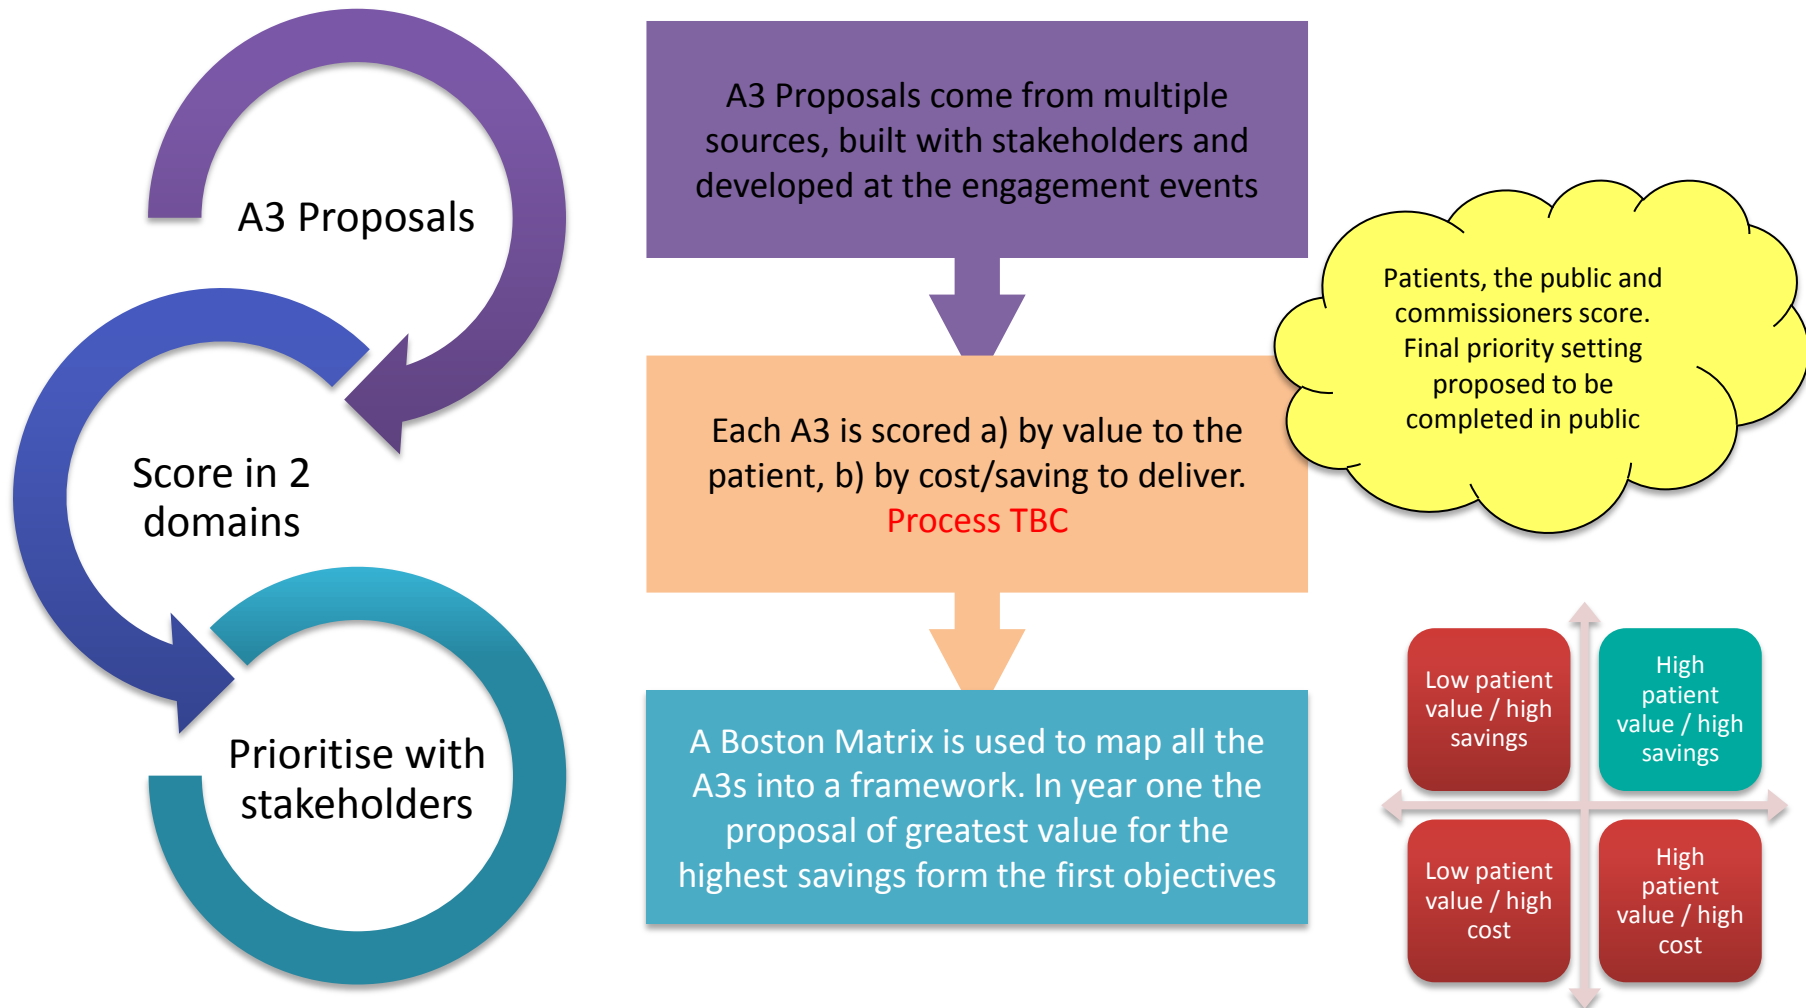 A3 Proposals
Score in 2
domains
Prioritise with
stakeholders
A3 Proposals come from multiple
sources, built with stakeholders and
developed at the engagement events
Each A3 is scored a) by value to the
patient, b) by cost/saving to deliver.
Process TBC
A Boston Matrix is used to map all the
A3s into a framework. In year one the
proposal of greatest value for the
highest savings form the first objectives
Patients, the public and
commissioners score.
Final priority setting
proposed to be
completed in public
Low patient
value / high
savings
High
patient
value / high
savings
Low patient
value / high
cost
High
patient
value / high
cost